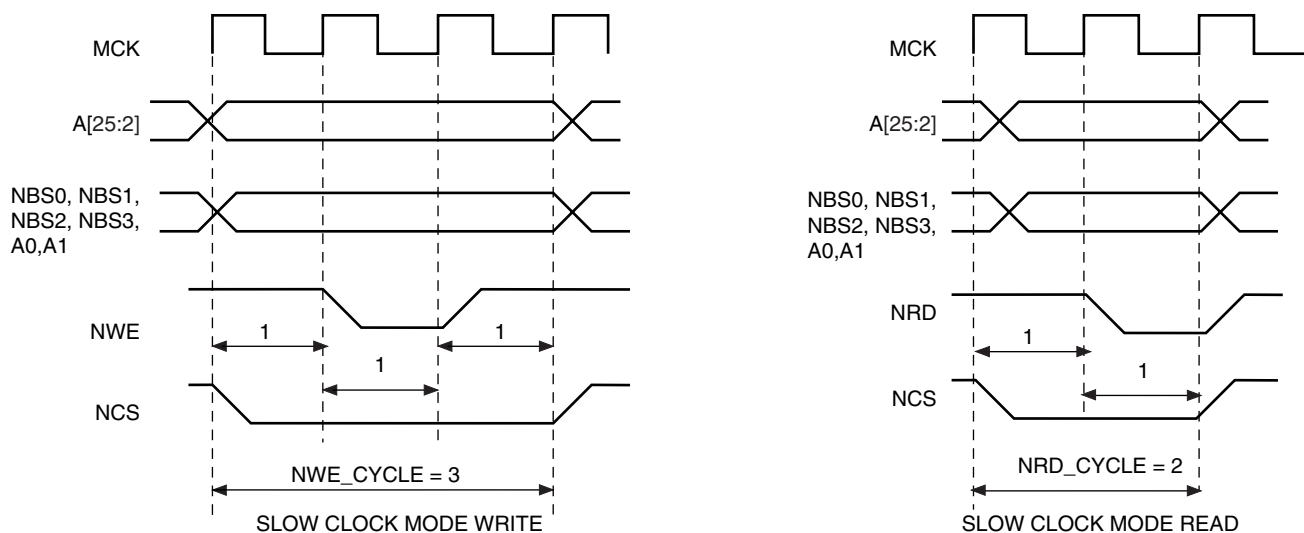 MCK
A[25:2]
NBS0, NBS1,
NBS2, NBS3,
A0,A1
NWE
1
1
1
NCS
NWE_CYCLE = 3
SLOW CLOCK MODE WRITE
MCK
A[25:2]
NBS0, NBS1,
NBS2, NBS3,
A0,A1
NRD
1
1
NCS
NRD_CYCLE = 2
SLOW CLOCK MODE READ